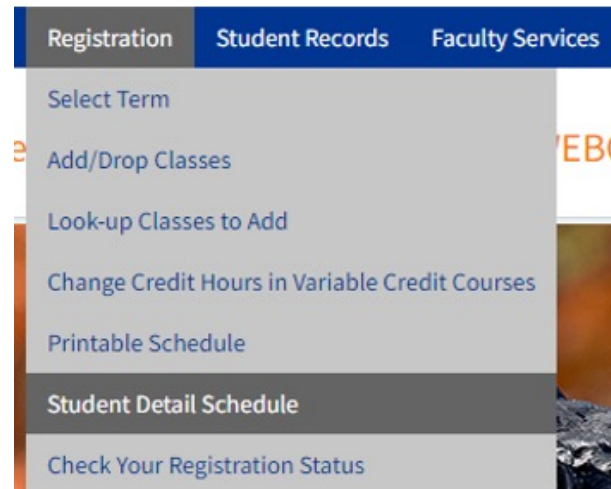 Registration Student Records Faculty Services
Select Term
Add/Drop Classes
Look-up Classes to Add
Change Credit Hours in Variable Credit Courses
Printable Schedule
Student Detail Schedule
Check Your Registration Status